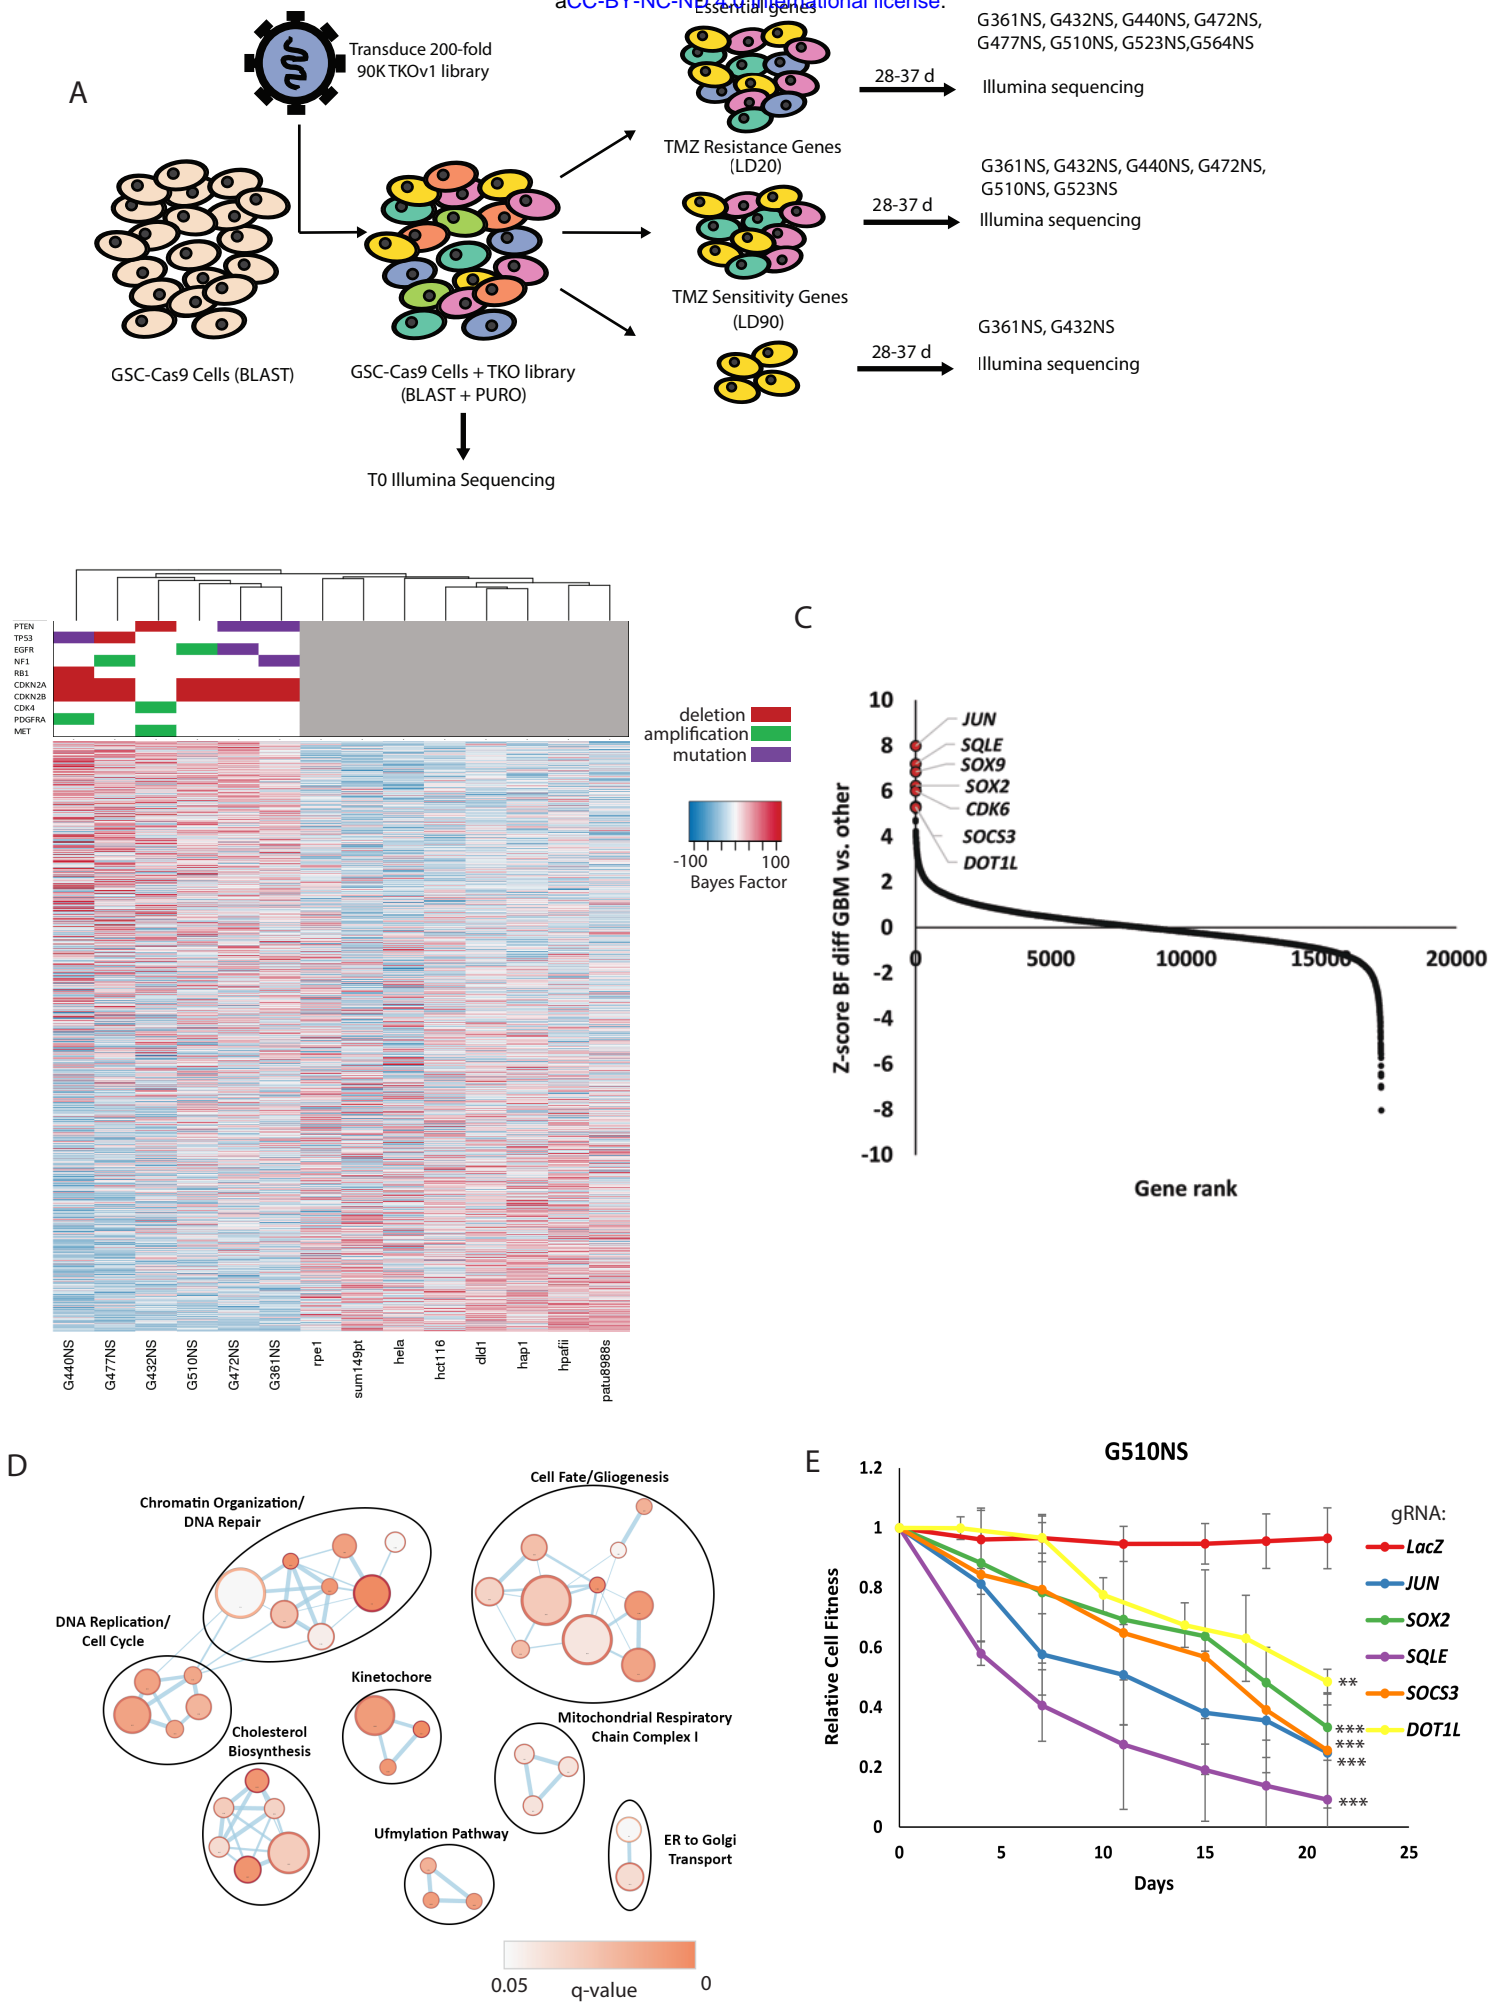 aCC-BY-NC-ND 4.0 International license.
Essential genes
A
Transduce 200-fold
90K TKOv1 library
G361NS, G432NS, G440NS, G472NS,
G477NS, G510NS, G523NS,G564NS
28-37 d
Illumina sequencing
TMZ Resistance Genes
(LD20)
G361NS, G432NS, G440NS, G472NS,
G510NS, G523NS
28-37 d
Illumina sequencing
TMZ Sensitivity Genes
(LD90)
G361NS, G432NS
28-37 d
Illumina sequencing
GSC-Cas9 Cells (BLAST)
GSC-Cas9 Cells + TKO library
(BLAST + PURO)
T0 Illumina Sequencing
PTEN
TP53
EGFR
NF1
RB1
CDKN2A
CDKN2B
CDK4
PDGFRA
MET
deletion
amplification
mutation
-100
100
Bayes Factor
G440NS
G477NS
G432NS
G510NS
G472NS
G361NS
rpe1
sum149pt
hela
hct116
dld1
hap1
hpafii
patu8988s
C
Z-score BF diff GBM vs. other
10
8
6
4
2
0
-2
-4
-6
-8
-10
JUN
SQLE
SOX9
SOX2
CDK6
SOCS3
DOT1L
0
5000
10000
15000
20000
Gene rank
D
Chromatin Organization/
DNA Repair
Cell Fate/Gliogenesis
DNA Replication/
Cell Cycle
Kinetochore
Cholesterol
Biosynthesis
Mitochondrial Respiratory
Chain Complex I
Ufmylation Pathway
ER to Golgi
Transport
0.05
0
q-value
E
G510NS
Relative Cell Fitness
1.2
1
0.8
0.6
0.4
0.2
0
0
5
10
15
20
25
Days
gRNA:
LacZ
JUN
SOX2
SQLE
SOCS3
DOT1L
**
***
***
***
***